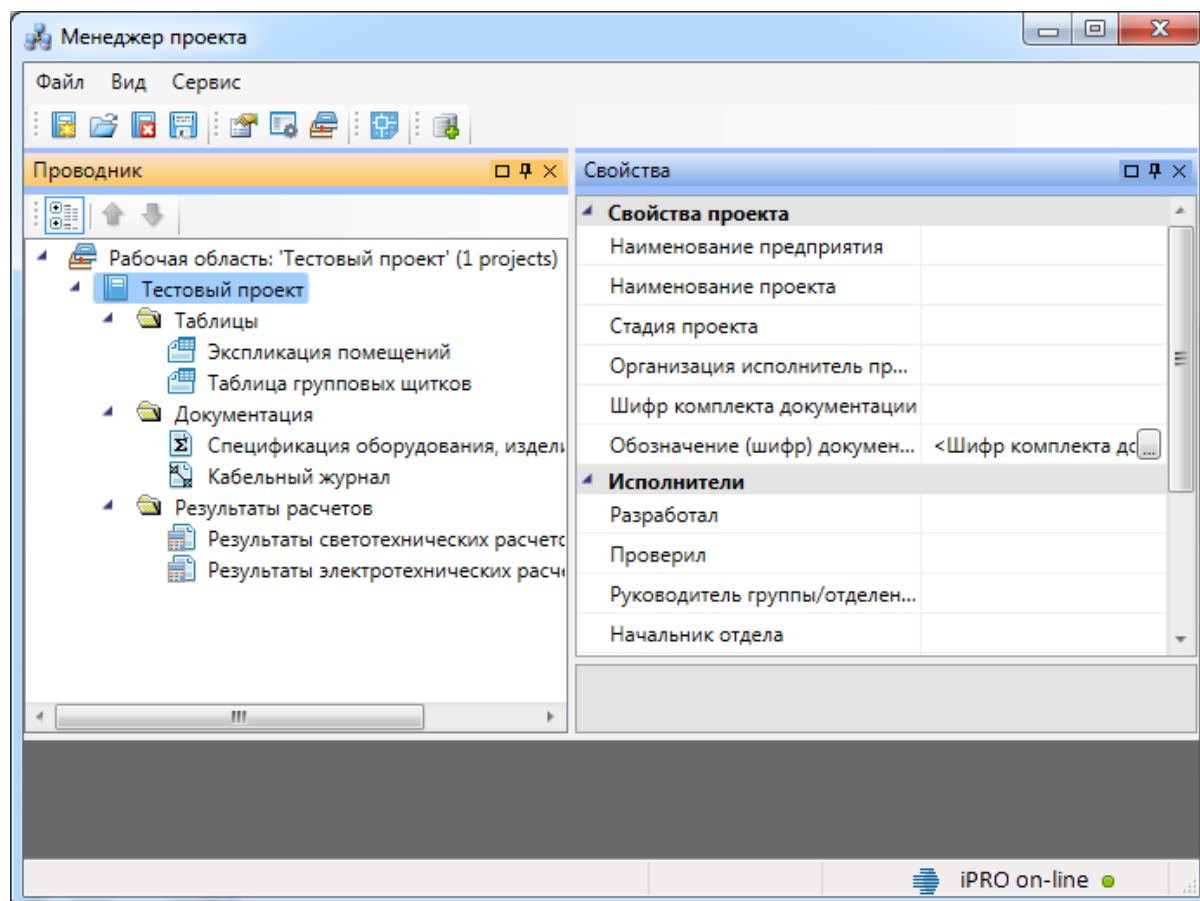 Менеджер проекта
Файл Вид Сервис
Проводник
Рабочая область: 'Тестовый проект' (1 projects)
Тестовый проект
Таблицы
Экспликация помещений
Таблица групповых щитков
Документация
Спецификация оборудования, издели
Кабельный журнал
Результаты расчетов
Результаты светотехнических расчето
Результаты электротехнических расче
Свойства
Свойства проекта
Наименование предприятия
Наименование проекта
Стадия проекта
Организация исполнитель пр...
Шифр комплекта документации
Обозначение (шифр) докумен... <Шифр комплекта до ...
Исполнители
Разработал
Проверил
Руководитель группы/отделен...
Начальник отдела
iPRO on-line